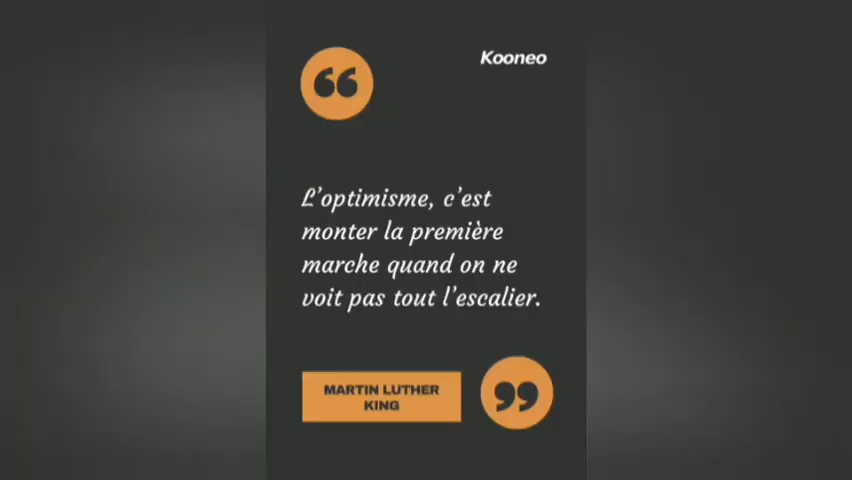 Kooneo
L’optimisme, c’est
monter la première
marche quand on ne
voit pas tout l’escalier.
MARTIN LUTHER
KING